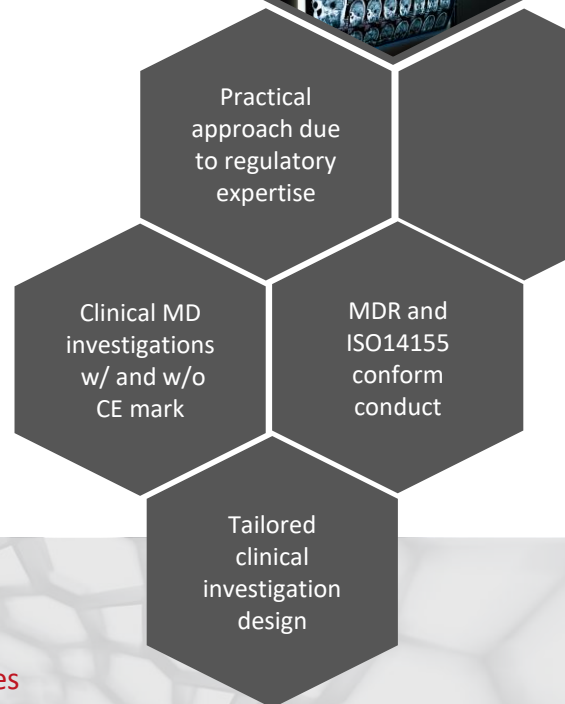 Practical
approach due
to regulatory
expertise
Clinical MD
investigations
w/ and w/o
CE mark
MDR and
ISO14155
conform
conduct
Tailored
clinical
investigation
design